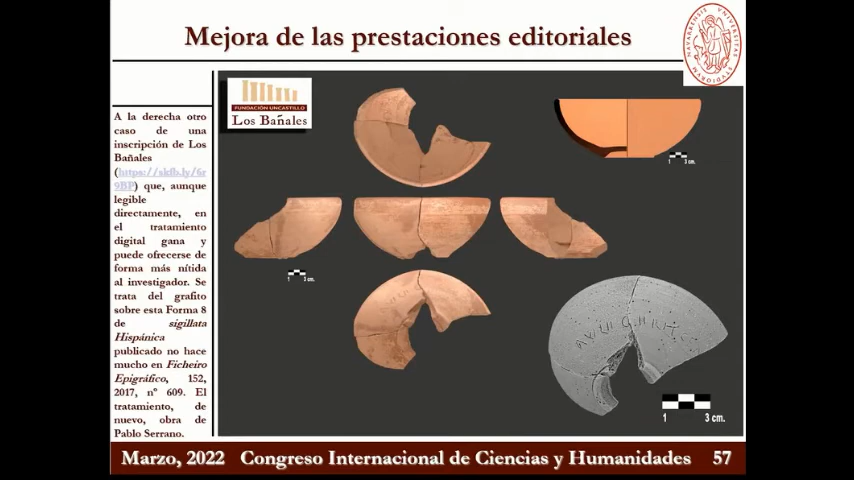 Mejora de las prestaciones editoriales
FUNDACIÓN UNCASTILLO
Los Bañales
A la derecha otro
caso de una
inscripción de Los
Bañales
(https://skfb.ly/6r
9BP) que, aunque
legible
directamente, en
el tratamiento
digital gana y
puede ofrecerse de
forma más nítida
al investigador. Se
trata del grafito
sobre esta Forma 8
de sigillata
Hispánica
publicado no hace
mucho en Ficheiro
Epigráfico, 152,
2017, nº 609. El
tratamiento, de
nuevo, obra de
Pablo Serrano.
1 3 cm.
1 3 cm.
1 3 cm.
Marzo, 2022 Congreso Internacional de Ciencias y Humanidades 57